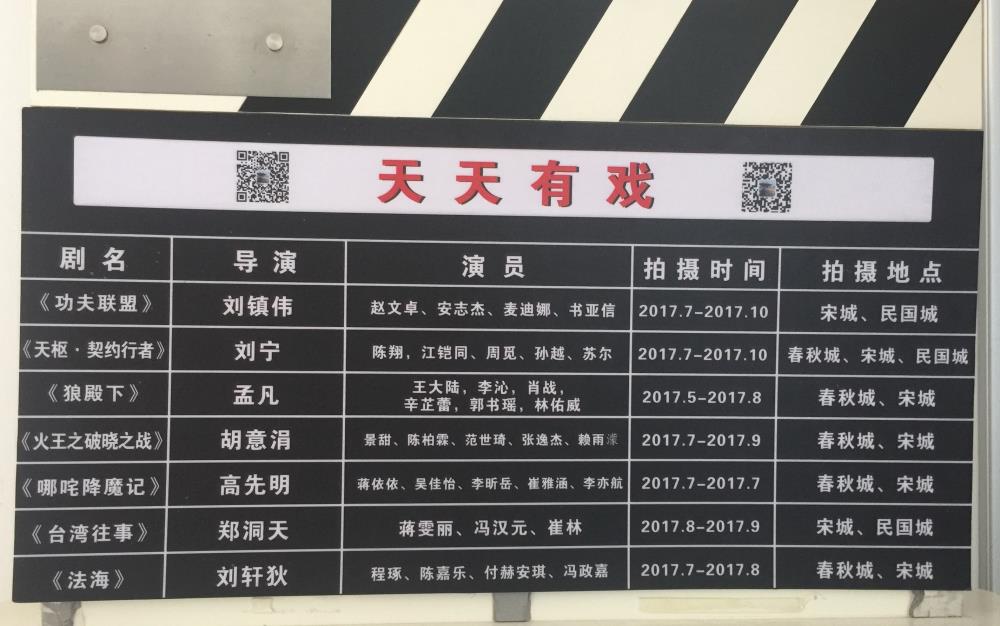 天天有戏
剧名 导演 演员 拍摄时间 拍摄地点
《功夫联盟》 刘镇伟 赵文卓、安志杰、麦迪娜、书亚信 2017.7-2017.10 宋城、民国城
《天枢·契约行者》 刘宁 陈翔，江铠同、周觅、孙越、苏尔 2017.7-2017.10 春秋城、宋城、民国城
《狼殿下》 孟凡 王大陆，李沁，肖战， 2017.5-2017.8 春秋城、宋城
辛芷蕾，郭书瑶，林佑威
《火王之破晓之战》 胡意涓 景甜、陈柏霖、范世琦、张逸杰、赖雨濛 2017.7-2017.9 春秋城、宋城
《哪咤降魔记》 高先明 蒋依依、吴佳怡、李昕岳、崔雅涵、李亦航 2017.7-2017.7 春秋城、宋城
《台湾往事》 郑洞天 蒋雯丽、冯汉元、崔林 2017.8-2017.9 宋城、民国城
《法海》 刘轩狄 程琢、陈嘉乐、付赫安琪、冯政嘉 2017.7-2017.8 春秋城、宋城